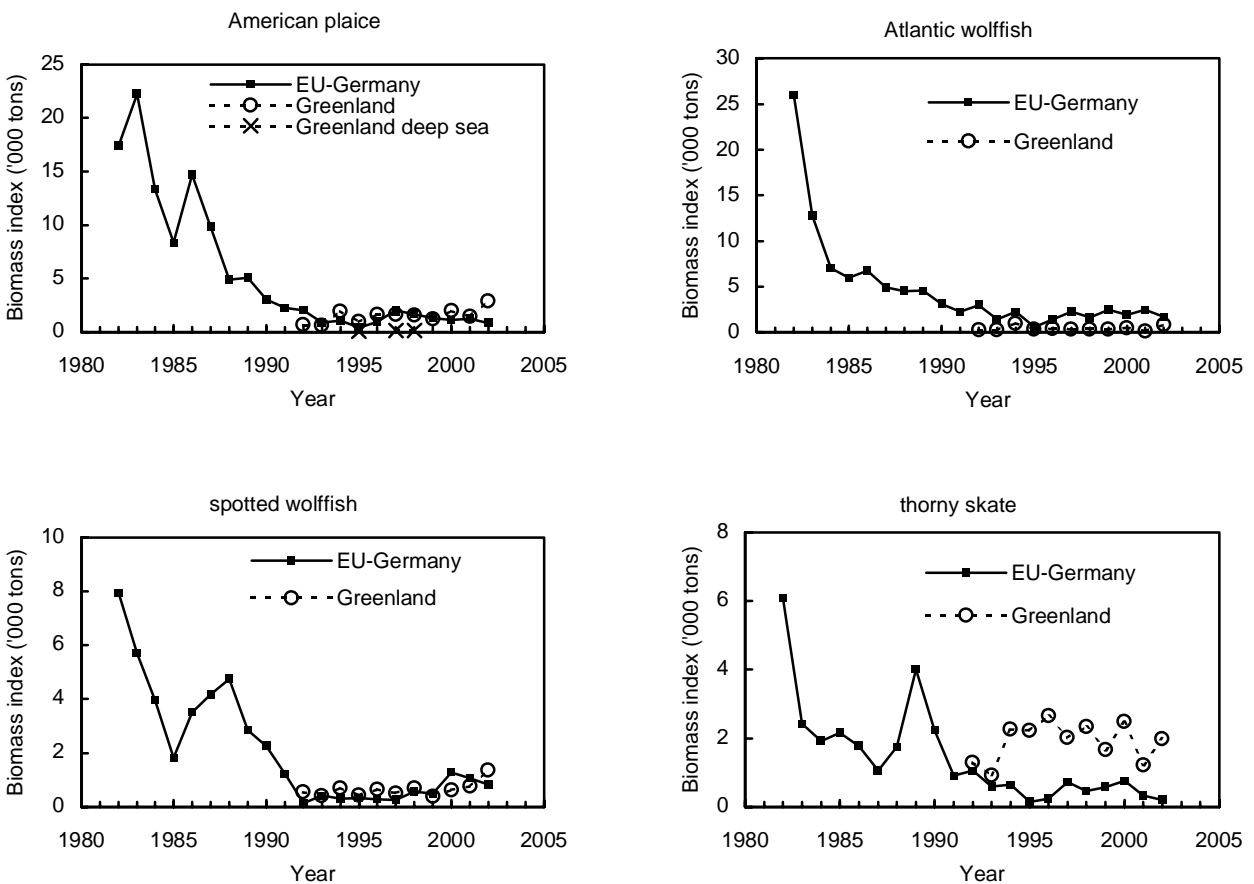 American plaice
Biomass index ('000 tons)
25
20
15
10
5
0
EU-Germany
Greenland
Greenland deep sea
1980 1985 1990 1995 2000 2005
Year
Atlantic wolffish
Biomass index ('000 tons)
30
25
20
15
10
5
0
EU-Germany
Greenland
1980 1985 1990 1995 2000 2005
Year
spotted wolffish
Biomass index ('000 tons)
10
8
6
4
2
0
EU-Germany
Greenland
1980 1985 1990 1995 2000 2005
Year
thorny skate
Biomass index ('000 tons)
8
6
4
2
0
EU-Germany
Greenland
1980 1985 1990 1995 2000 2005
Year